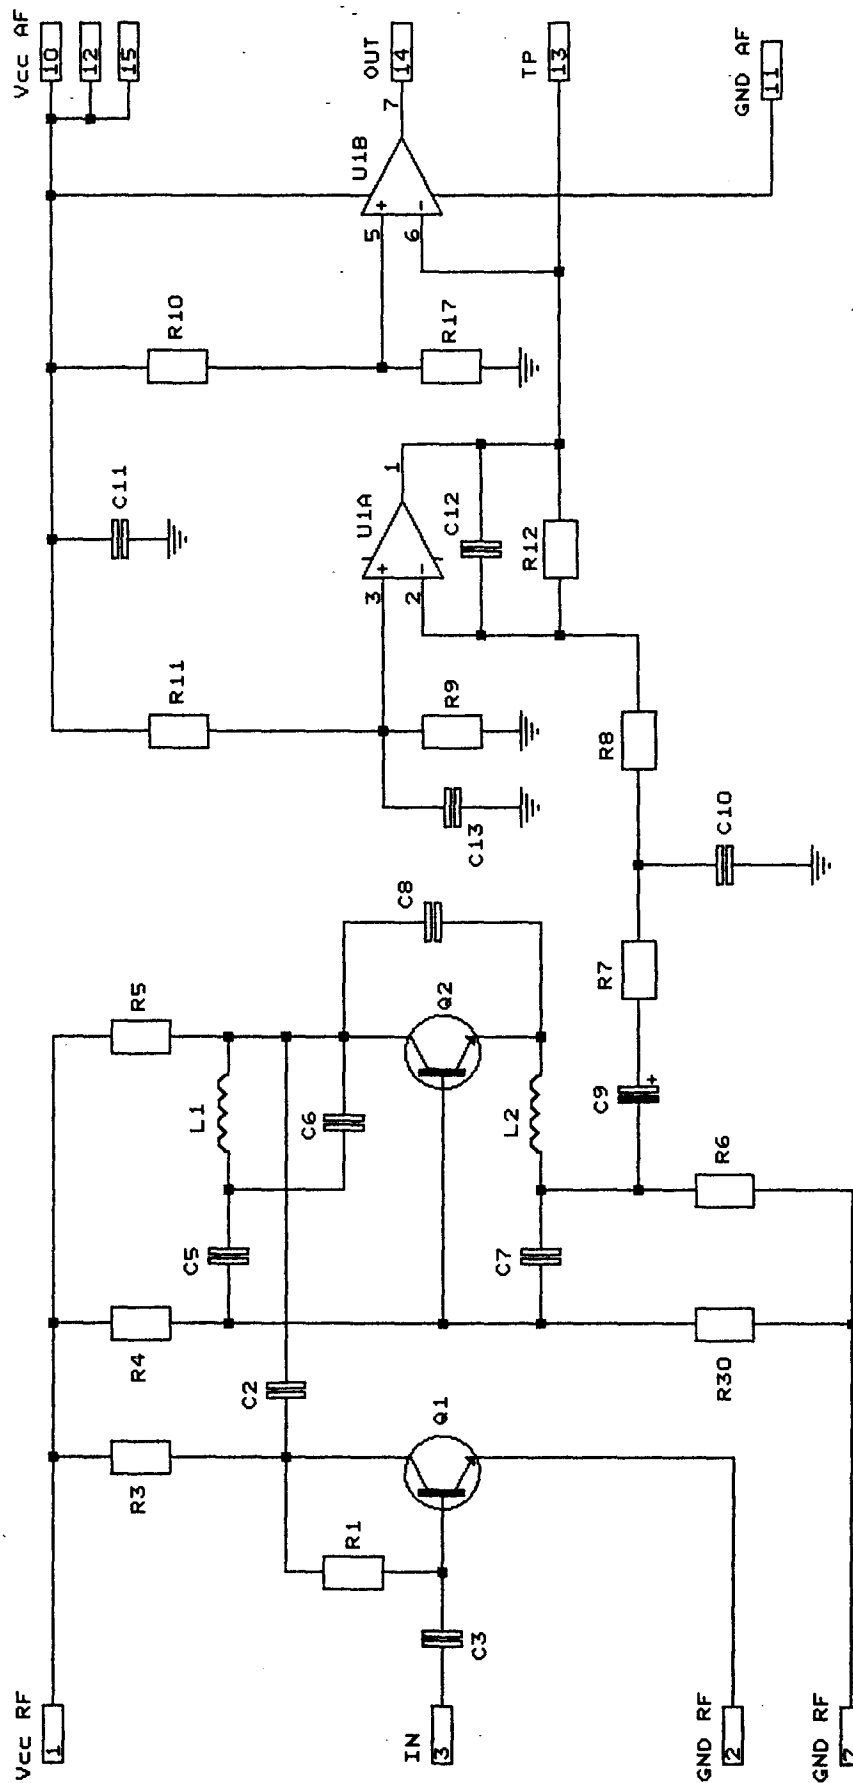 Vcc RF
1
IN
3
GND RF
2
GND RF
R3
R1
C3
Q1
C2
R4
R30
C5
L1
C6
C7
L2
R5
Q2
C8
C9
+
R6
R7
C10
R8
R11
R9
C13
3
+
2
-
U1A
1
C12
R12
C11
R10
R17
5
+
6
-
U1B
7
Vcc AF
10
12
15
OUT
14
TP
13
GND AF
11